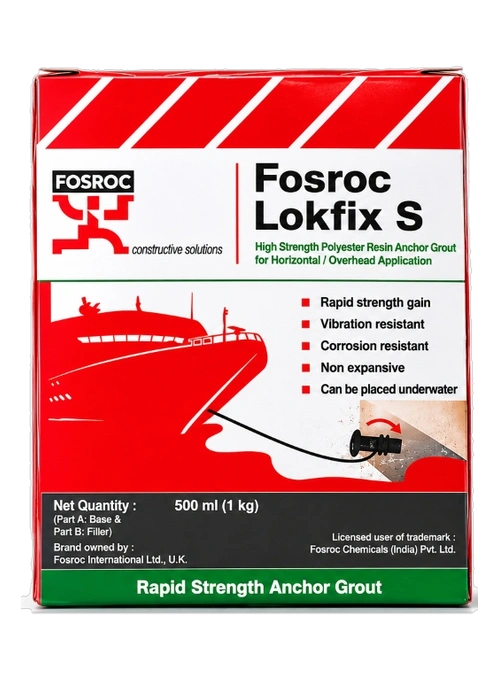 FOSROC
constructive solutions
Fosroc
Lokfix S
High Strength Polyester Resin Anchor Grout
for Horizontal / Overhead Application
Rapid strength gain
Vibration resistant
Corrosion resistant
Non expansive
Can be placed underwater
Net Quantity : 500 ml (1 kg)
(Part A: Base &
Part B: Filler)
Brand owned by :
Fosroc International Ltd., U.K.
Licensed user of trademark :
Fosroc Chemicals (India) Pvt. Ltd.
Rapid Strength Anchor Grout